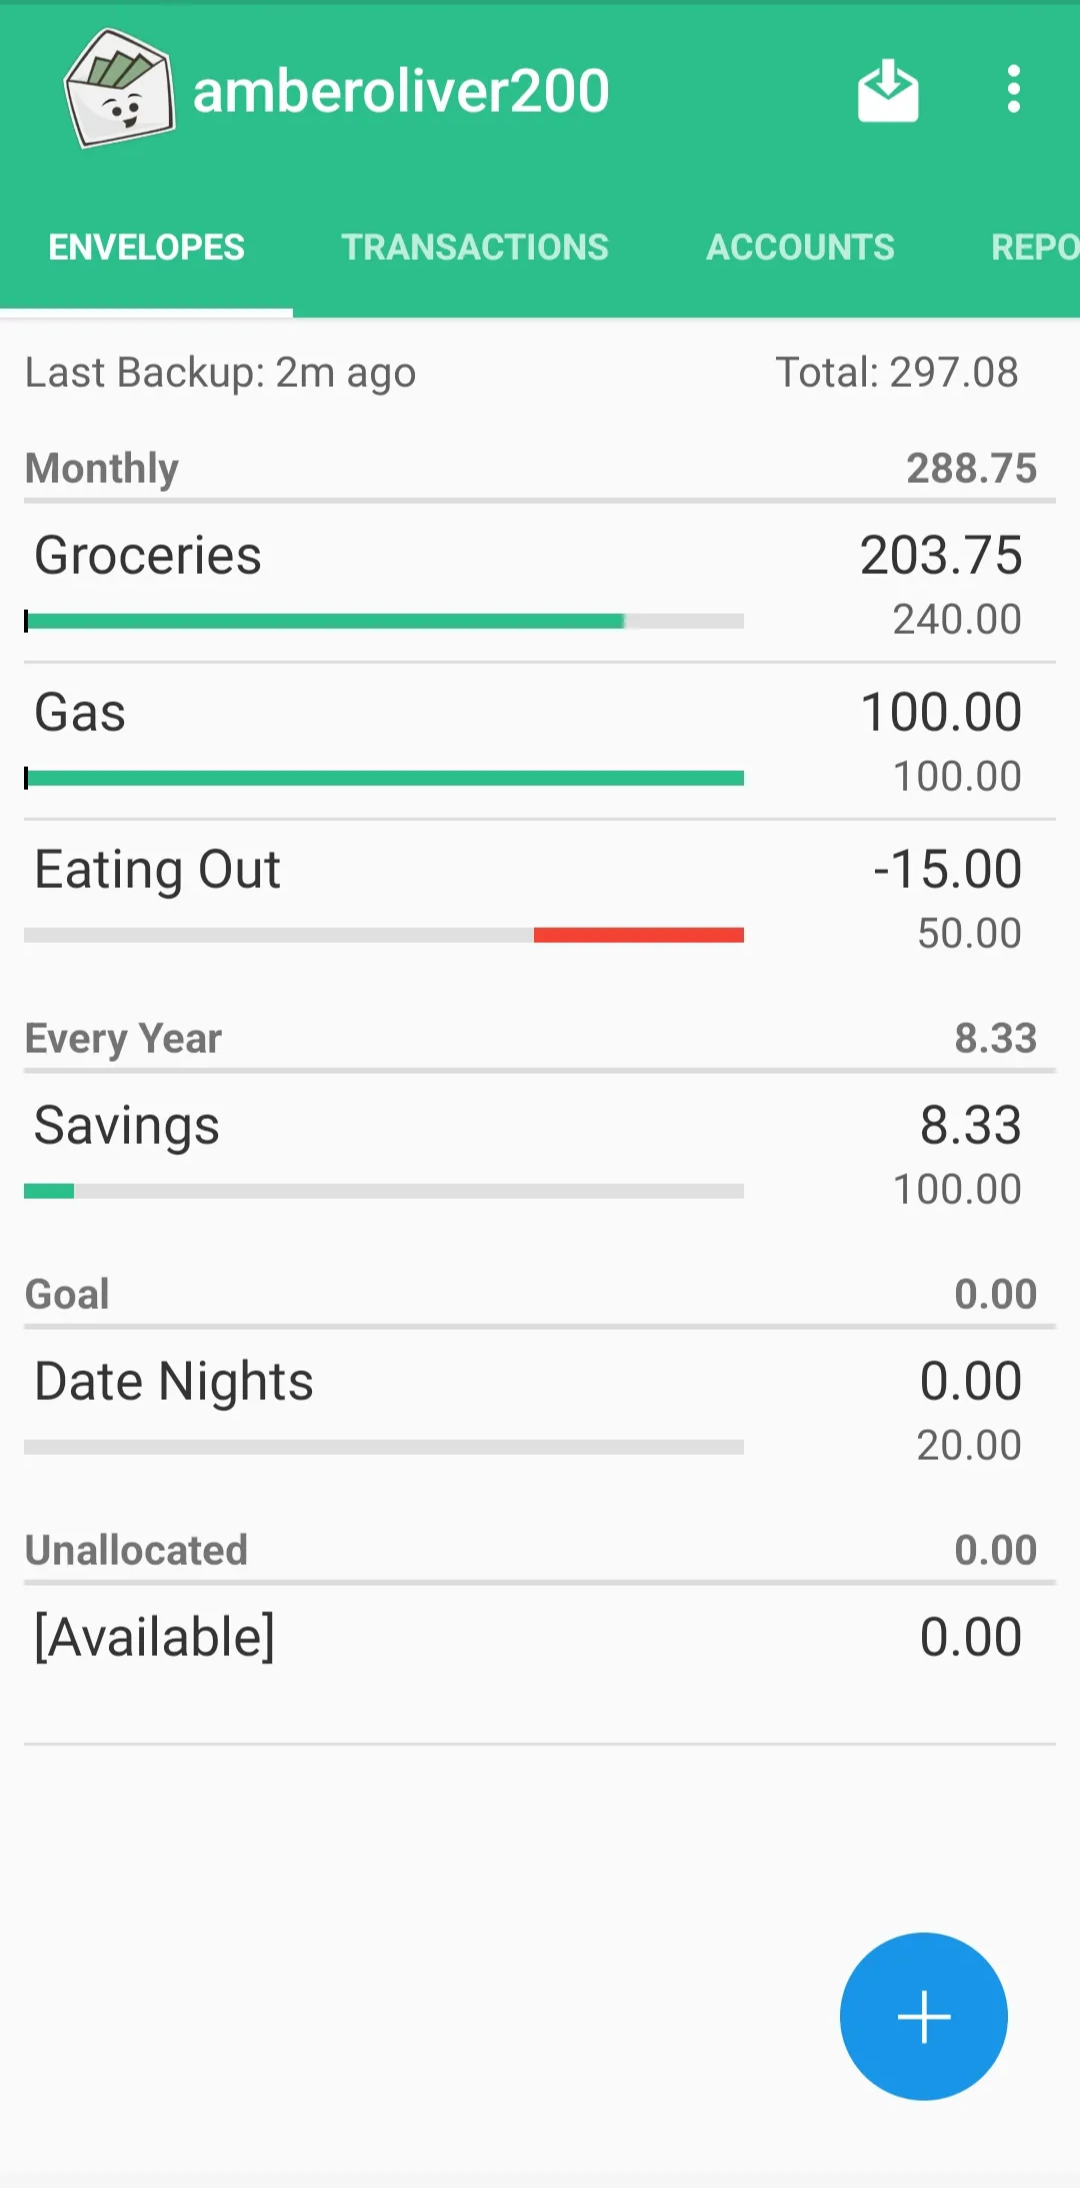 amberoliver200
ENVELOPES TRANSACTIONS ACCOUNTS REPO
Last Backup: 2m ago Total: 297.08
Monthly 288.75
Groceries 203.75
240.00
Gas 100.00
100.00
Eating Out -15.00
50.00
Every Year 8.33
Savings 8.33
100.00
Goal 0.00
Date Nights 0.00
20.00
Unallocated 0.00
[Available] 0.00